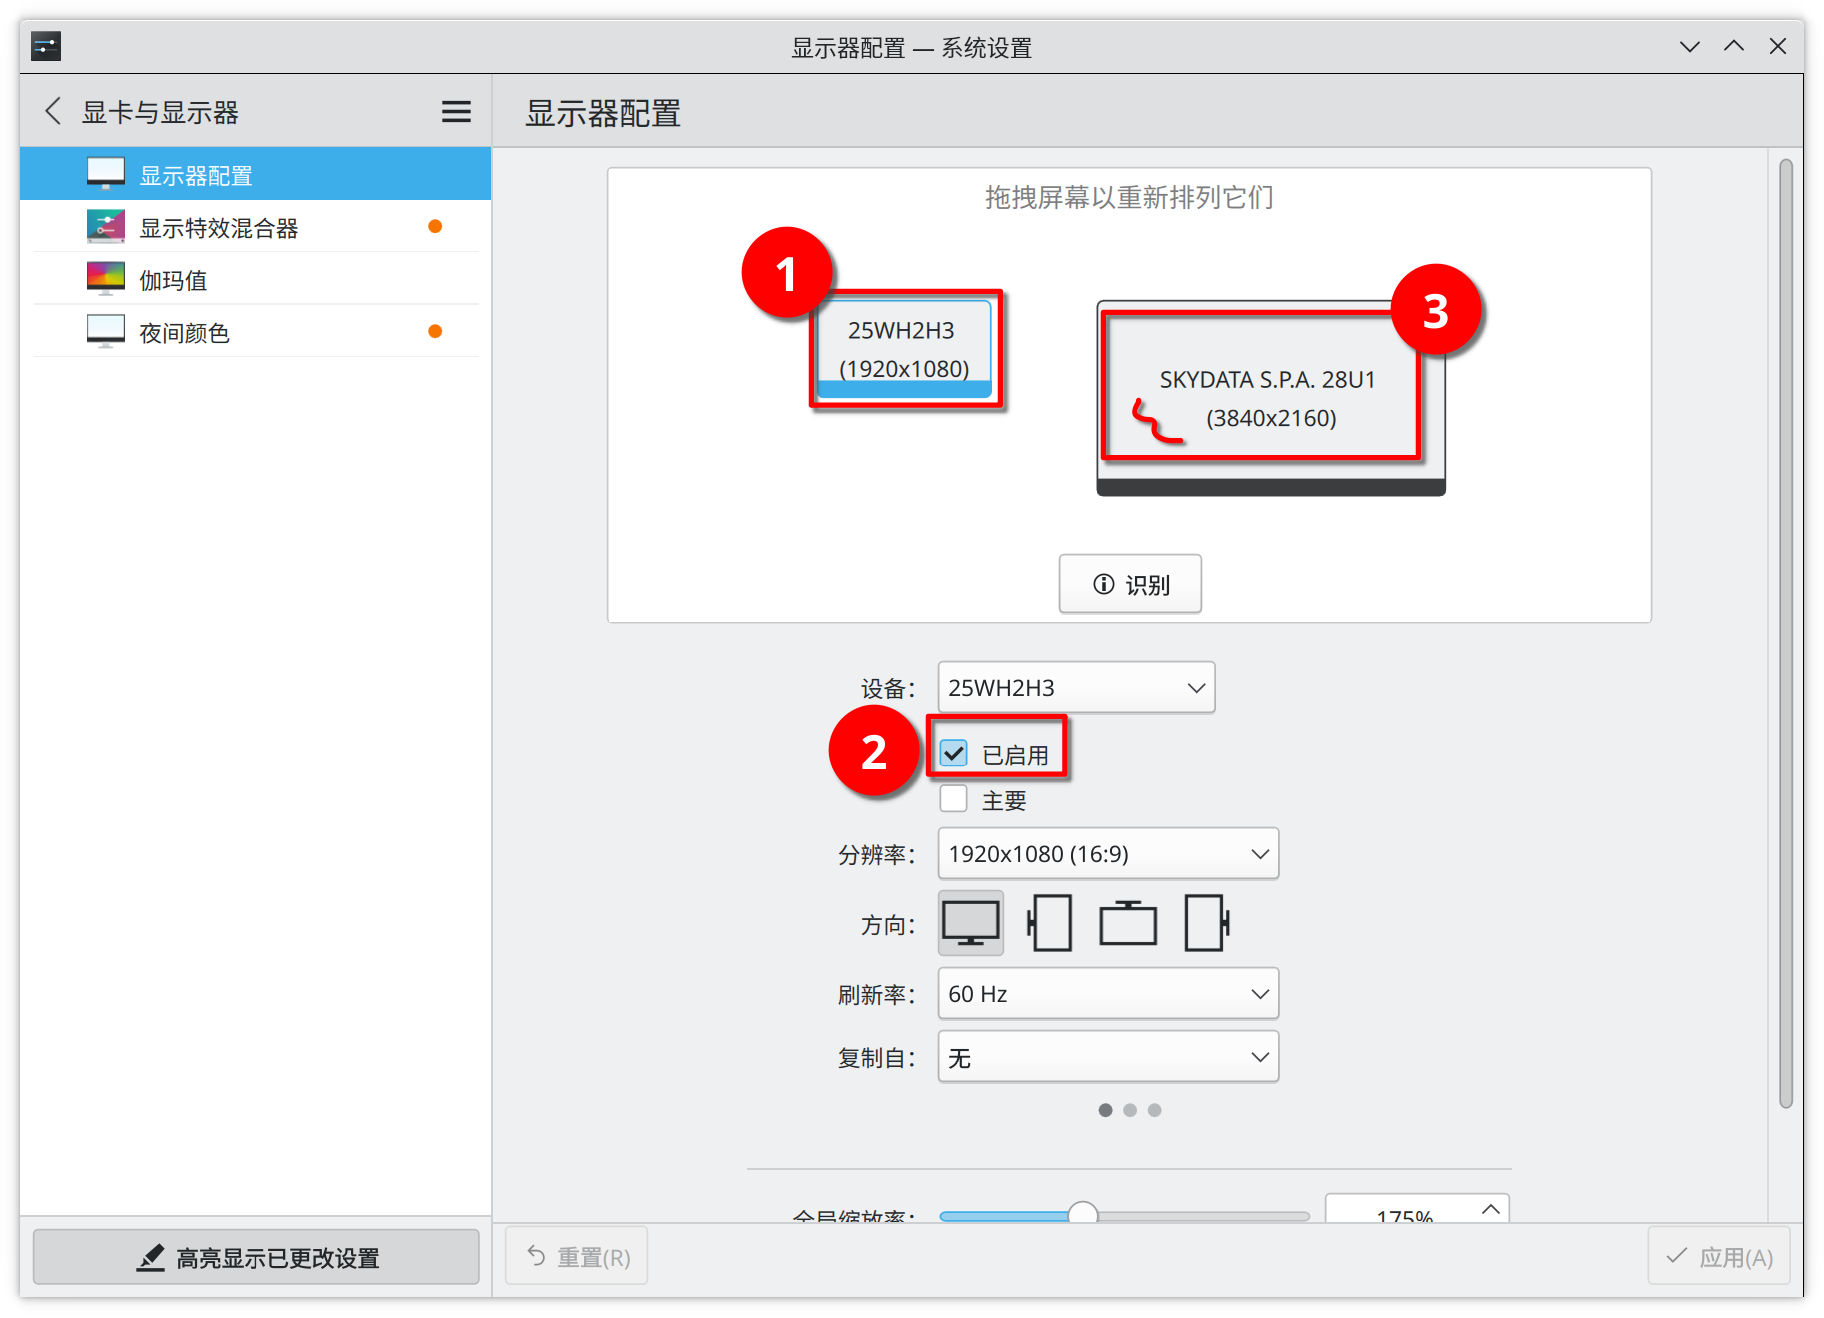 显示器配置 — 系统设置
显卡与显示器
显示器配置
显示器配置
显示特效混合器
伽玛值
夜间颜色
拖拽屏幕以重新排列它们
1
25WH2H3
(1920x1080)
3
SKYDATA S.P.A. 28U1
(3840x2160)
识别
设备：
25WH2H3
2
已启用
主要
分辨率：
1920x1080 (16:9)
方向：
刷新率：
60 Hz
复制自：
无
全局缩放率：
175%
高亮显示已更改设置
重置(R)
应用(A)